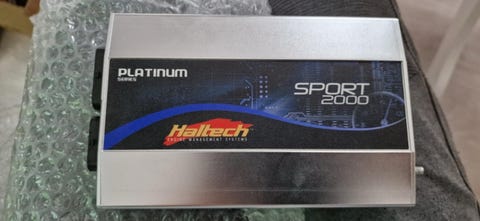 PLATINUM
SERIES
SPORT
2000
Haltech
ENGINE MANAGEMENT SYSTEMS